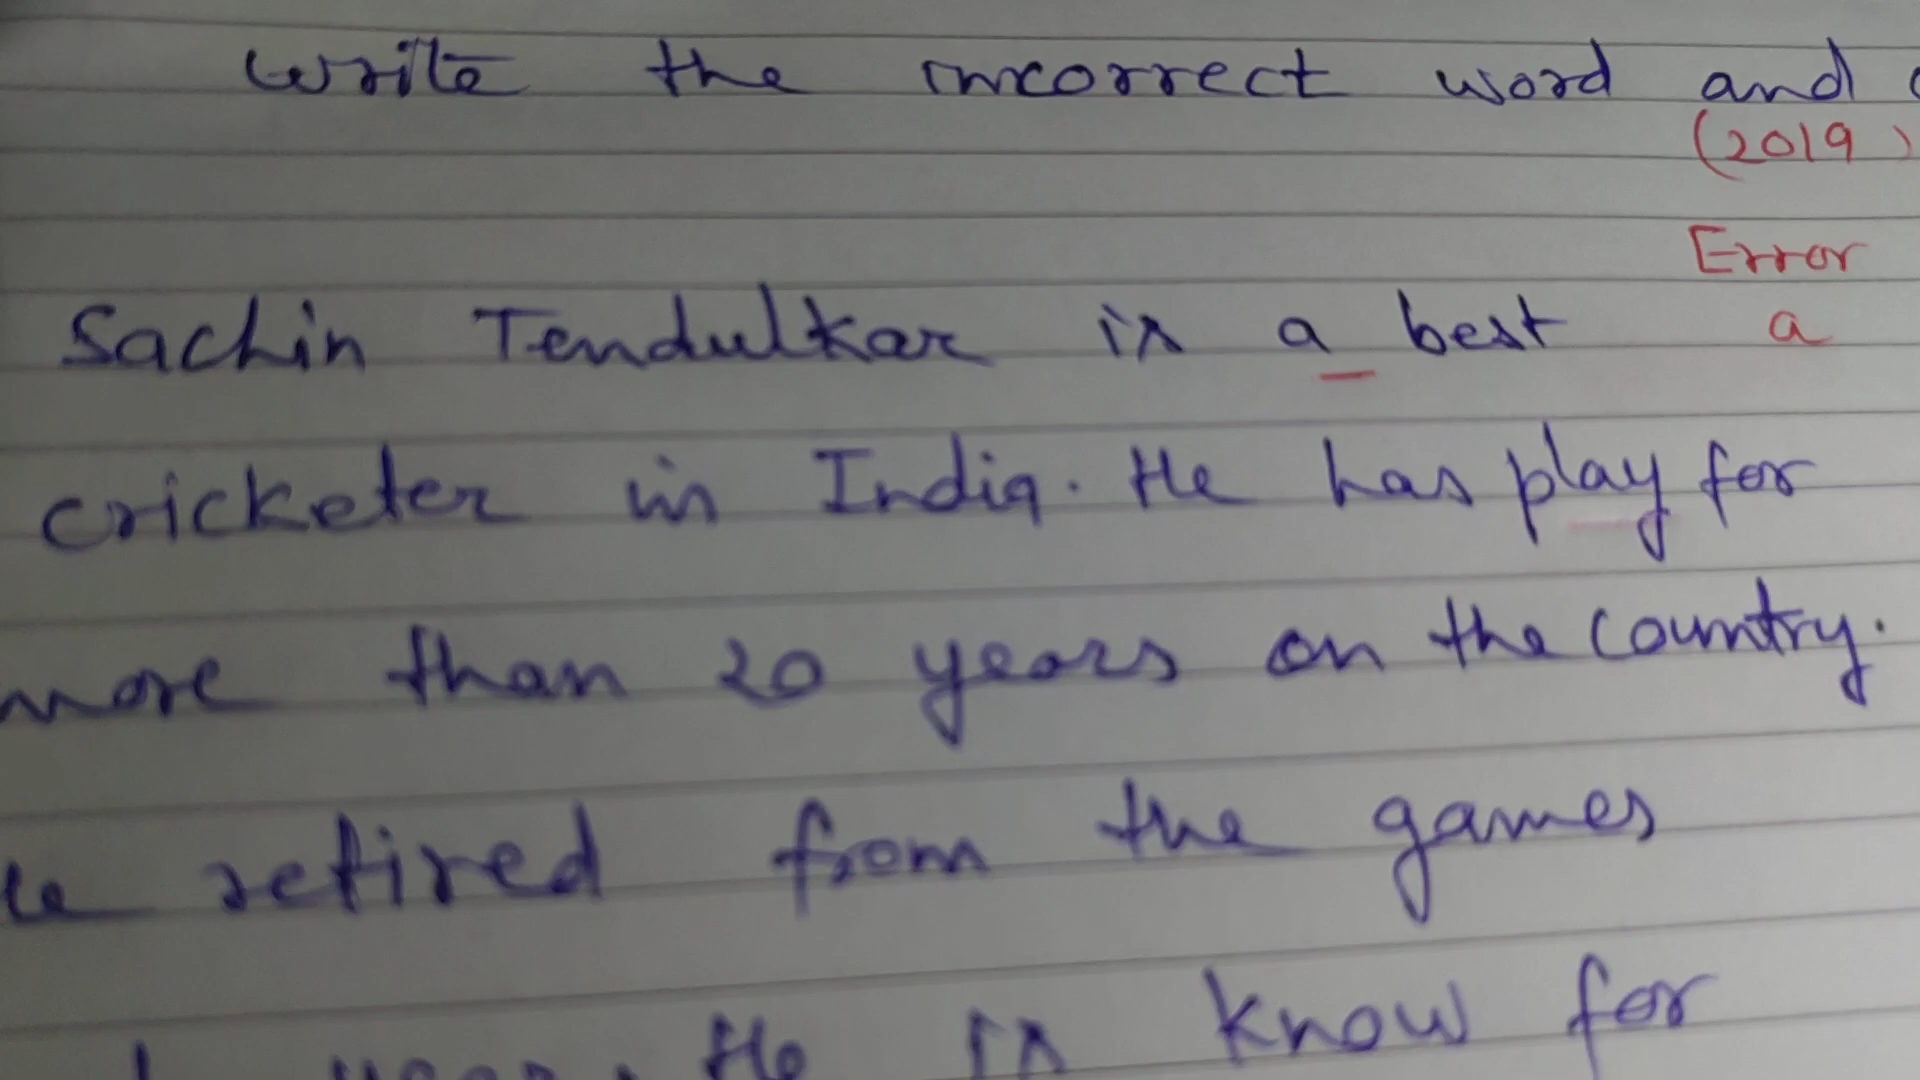 write the incorrect word and
(2019)
Error
Sachin Tendulkar is a best a
cricketer in India. He has play for
more than 20 years on the country.
retired from the games
He is know for